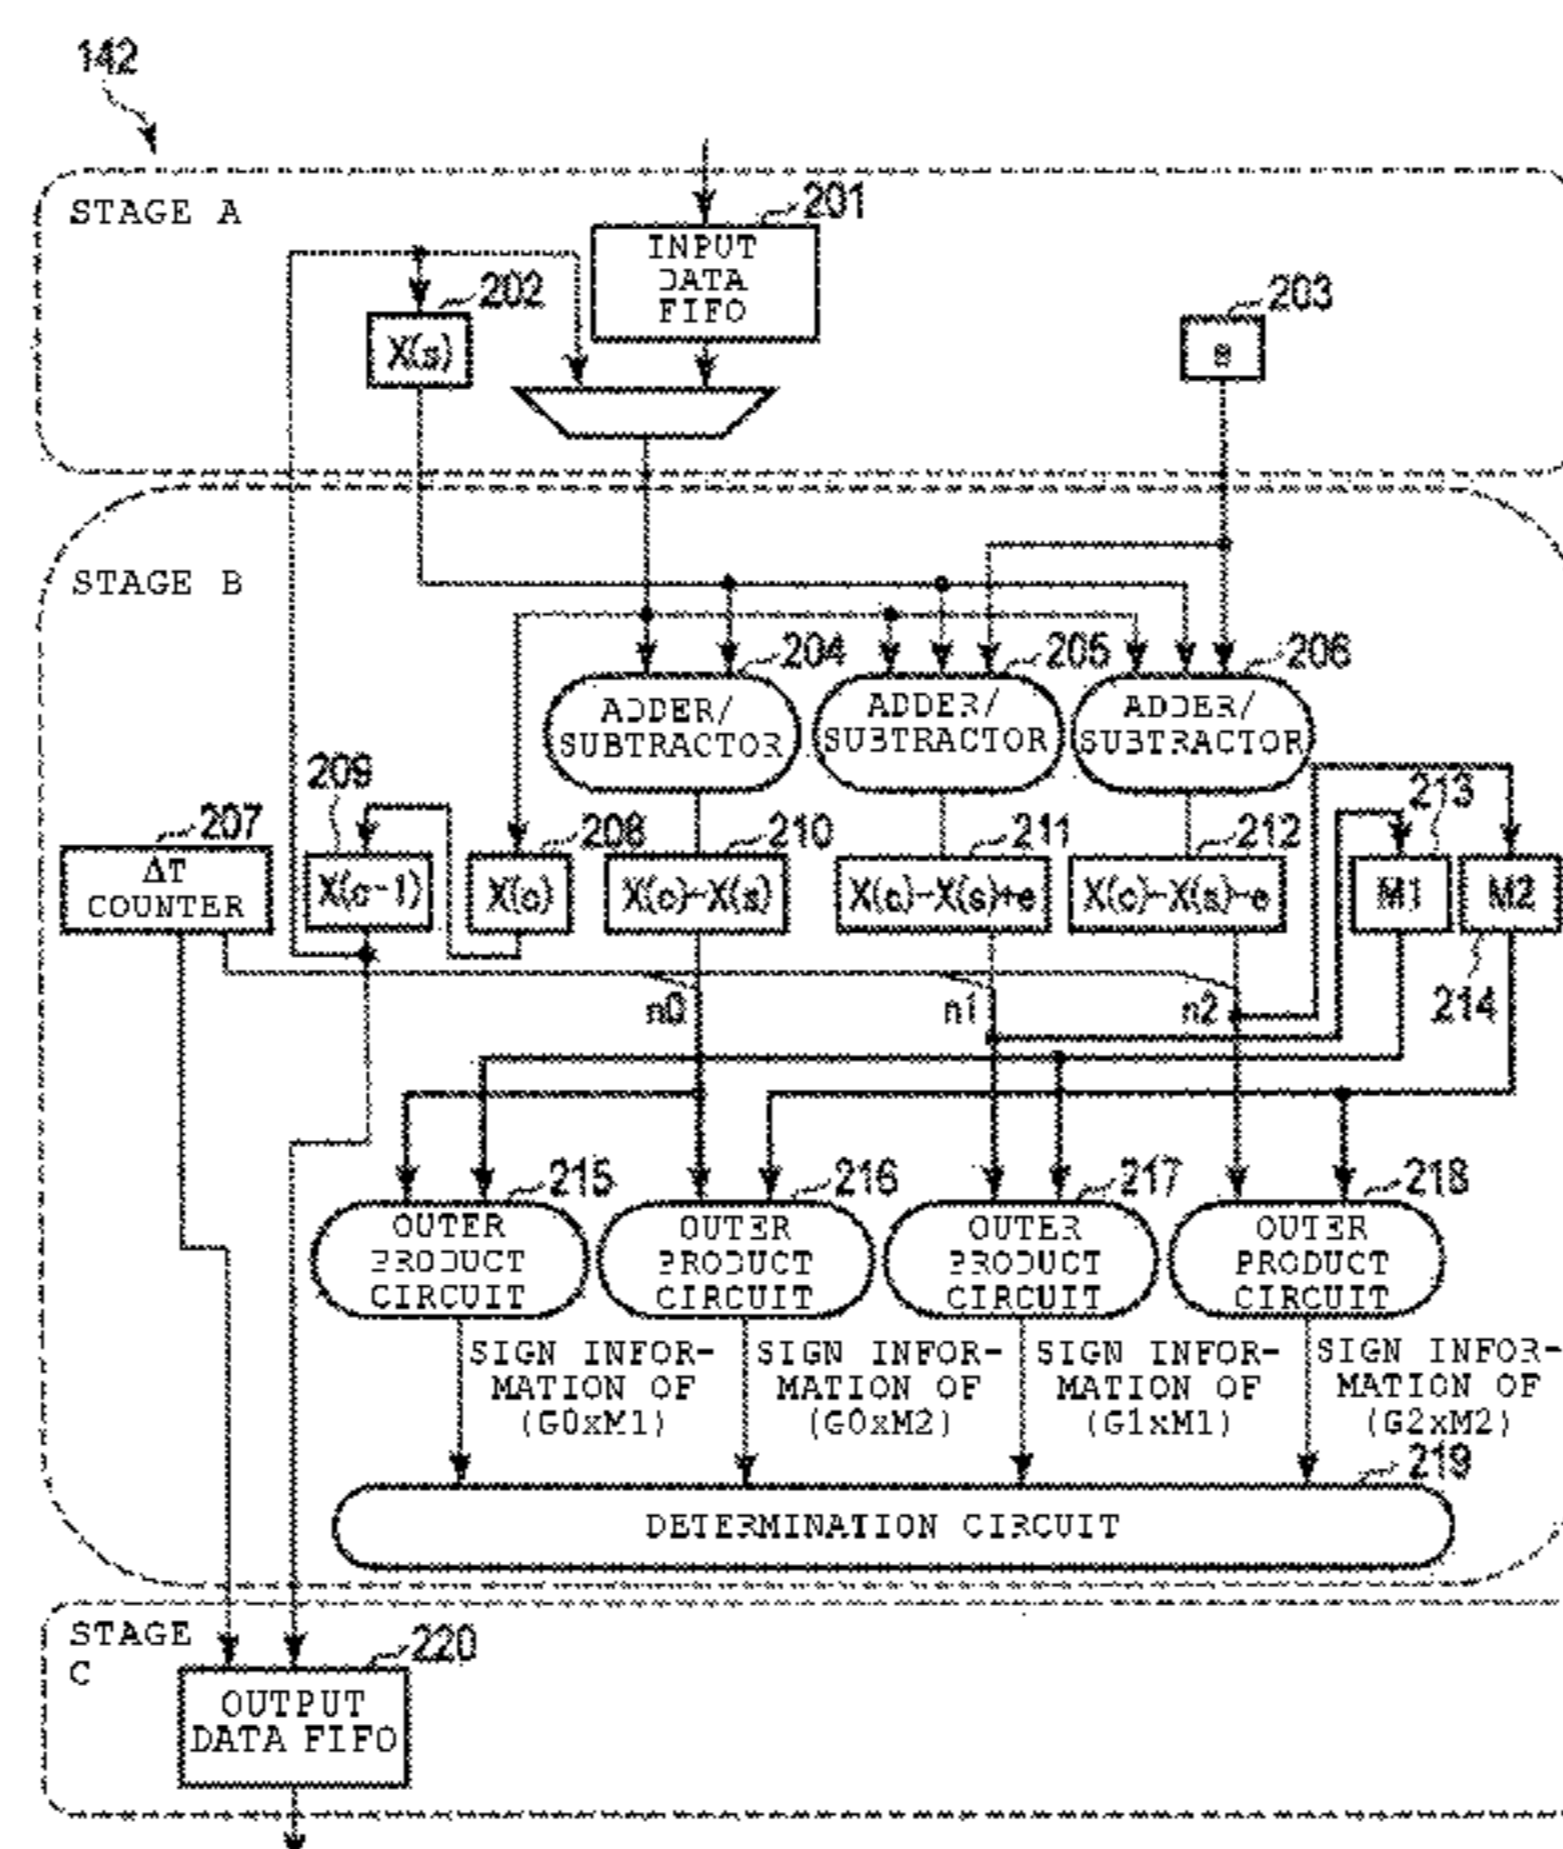 142
STAGE A
201
INPUT
DATA
FIFO
202
X(s)
203
e
STAGE B
204
ADDER/
SUBTRACTOR
205
ADDER/
SUBTRACTOR
206
ADDER/
SUBTRACTOR
207
ΔT
COUNTER
209
X(c-1)
208
X(c)
210
X(c)-X(s)
211
X(c)-X(s)+e
212
X(c)-X(s)-e
213
M1
M2
214
n0
n1
n2
215
OUTER
PRODUCT
CIRCUIT
216
OUTER
PRODUCT
CIRCUIT
217
OUTER
PRODUCT
CIRCUIT
218
OUTER
PRODUCT
CIRCUIT
SIGN INFOR-
MATION OF
(G0xM1)
SIGN INFOR-
MATION OF
(G0xM2)
SIGN INFOR-
MATION OF
(G1xM1)
SIGN INFOR-
MATION OF
(G2xM2)
219
DETERMINATION CIRCUIT
STAGE
C
220
OUTPUT
DATA FIFO